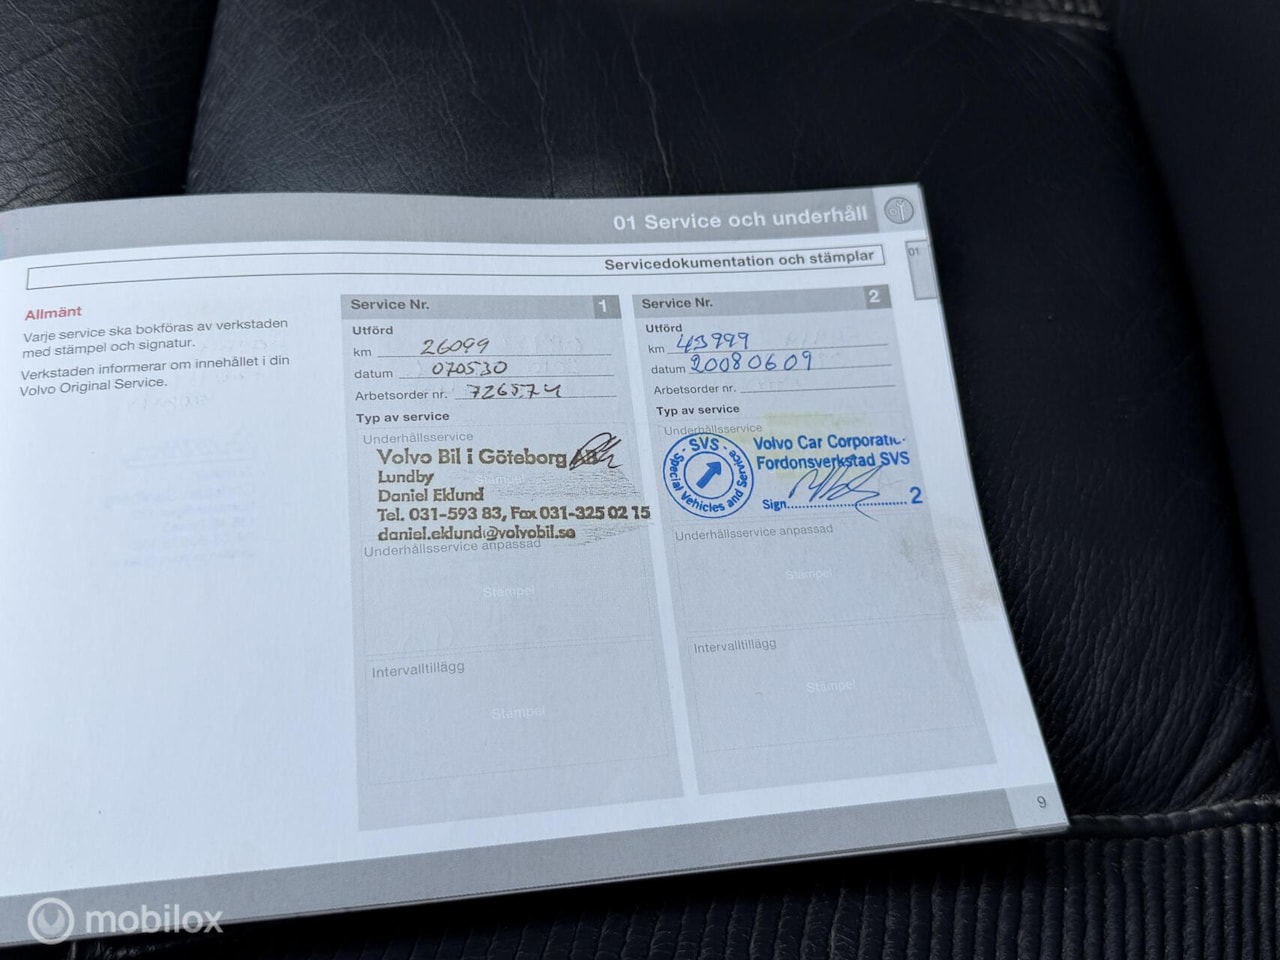 01 Service och underhåll
01
Servicedokumentation och stämplar
Allmänt
Varje service ska bokföras av verkstaden
med stämpel och signatur.
Verkstaden informerar om innehållet i din
Volvo Original Service.
Service Nr. 1
Utförd
km 26099
datum 070530
Arbetsorder nr. 726574
Typ av service
Underhållsservice
Stämpel
Volvo Bil i Göteborg AB
Lundby
Daniel Eklund
Tel. 031-593 83, Fax 031-325 02 15
daniel.eklund@volvobil.se
Underhållsservice anpassad
Stämpel
Intervalltillägg
Stämpel
Service Nr. 2
Utförd
km 43999
datum 20080609
Arbetsorder nr.
Typ av service
Underhållsservice
SVS
Special Vehicles and Service
Volvo Car Corporatio
Fordonsverkstad SVS
Sign. 2
Underhållsservice anpassad
Stämpel
Intervalltillägg
Stämpel
9
mobilox